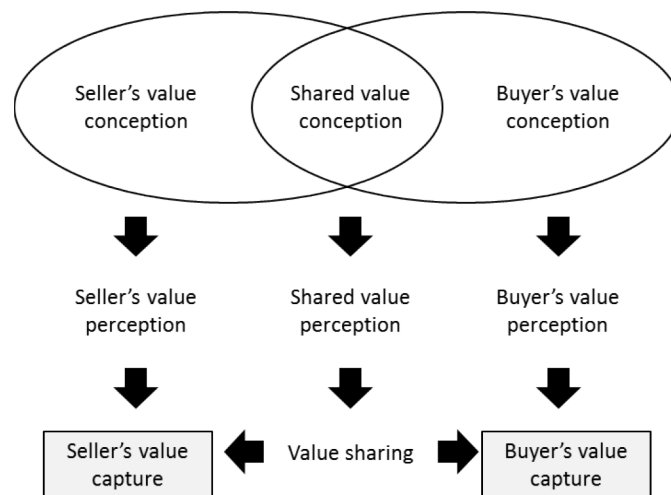 Seller’s value
conception
Shared value
conception
Buyer’s value
conception
Seller’s value
perception
Shared value
perception
Buyer’s value
perception
Seller’s value
capture
Value sharing
Buyer’s value
capture